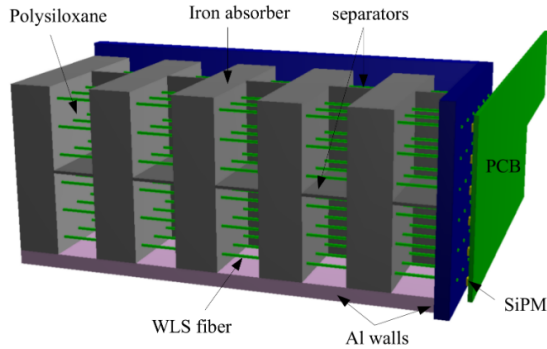 Polysiloxane
Iron absorber
separators
PCB
SiPM
WLS fiber
Al walls